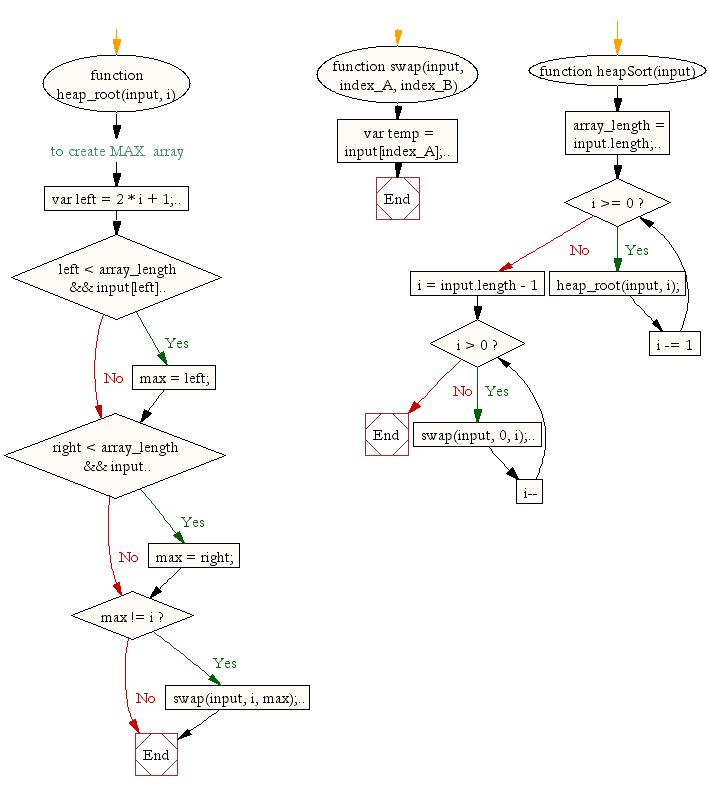 function
heap_root(input, i)
to create MAX  array
var left = 2 * i + 1;..
left < array_length
&& input[left]..
Yes
No
max = left;
right < array_length
&& input..
Yes
No
max = right;
max != i ?
Yes
No
swap(input, i, max);..
End
function swap(input,
index_A, index_B)
var temp =
input[index_A];..
End
function heapSort(input)
array_length =
input.length;..
i >= 0 ?
No
Yes
i = input.length - 1
heap_root(input, i);
i -= 1
i > 0 ?
No
Yes
End
swap(input, 0, i);..
i--